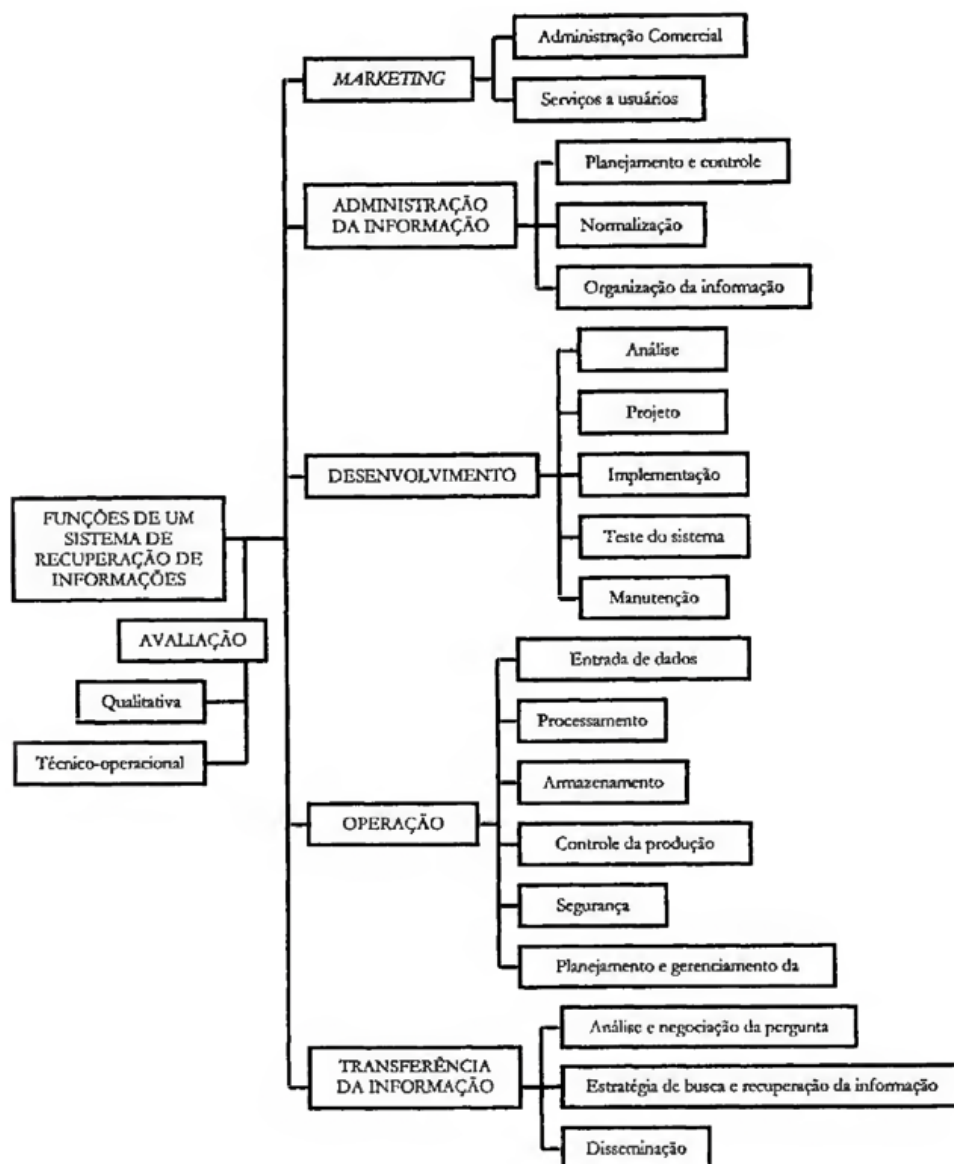 FUNÇÕES DE UM
SISTEMA DE
RECUPERAÇÃO DE
INFORMAÇÕES
AVALIAÇÃO
Qualitativa
Técnico-operacional
MARKETING
Administração Comercial
Serviços a usuários
ADMINISTRAÇÃO
DA INFORMAÇÃO
Planejamento e controle
Normalização
Organização da informação
DESENVOLVIMENTO
Análise
Projeto
Implementação
Teste do sistema
Manutenção
OPERAÇÃO
Entrada de dados
Processamento
Armazenamento
Controle da produção
Segurança
Planejamento e gerenciamento da
TRANSFERÊNCIA
DA INFORMAÇÃO
Análise e negociação da pergunta
Estratégia de busca e recuperação da informação
Disseminação